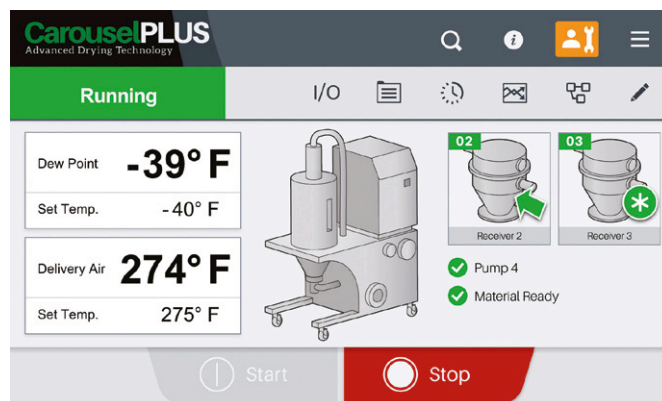 CarouselPLUS
Advanced Drying Technology
Running
I/O
Dew Point -39° F
Set Temp. -40° F
Delivery Air 274° F
Set Temp. 275° F
02
Receiver 2
03
Receiver 3
Pump 4
Material Ready
Start
Stop